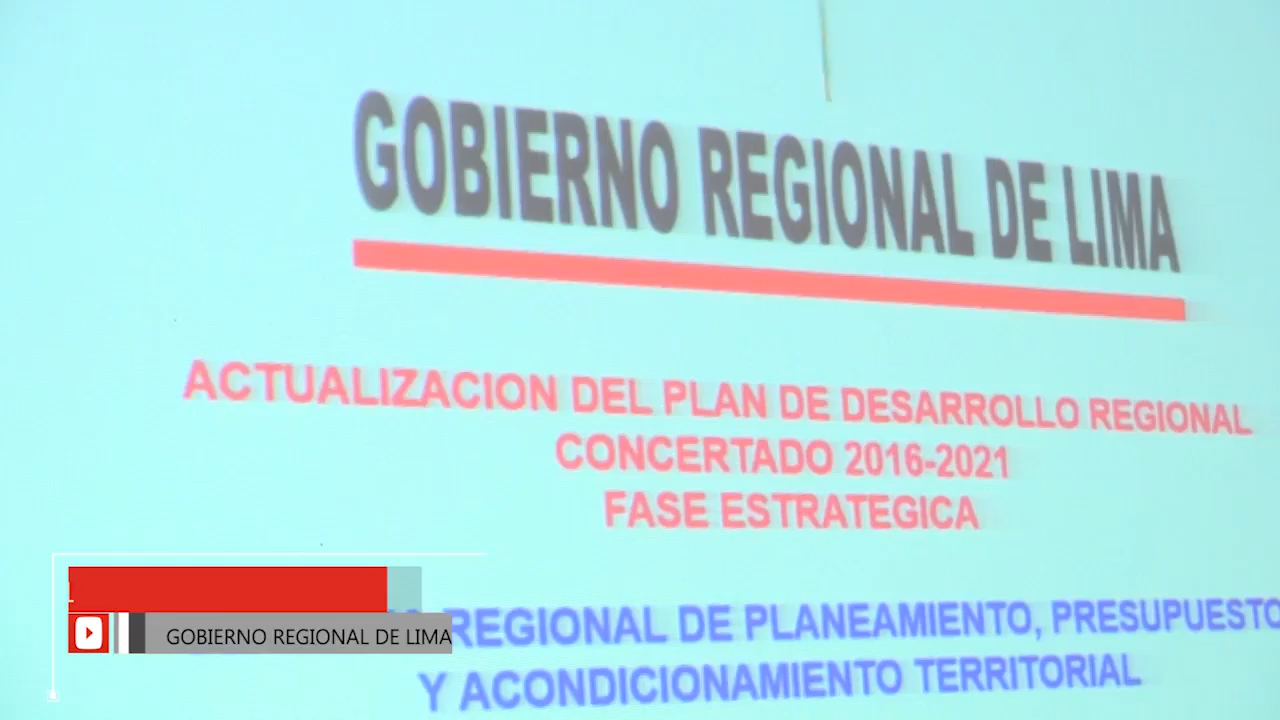 GOBIERNO REGIONAL DE LIMA
ACTUALIZACION DEL PLAN DE DESARROLLO REGIONAL
CONCERTADO 2016-2021
FASE ESTRATEGICA
REGIONAL DE PLANEAMIENTO, PRESUPUESTO
Y ACONDICIONAMIENTO TERRITORIAL
GOBIERNO REGIONAL DE LIMA